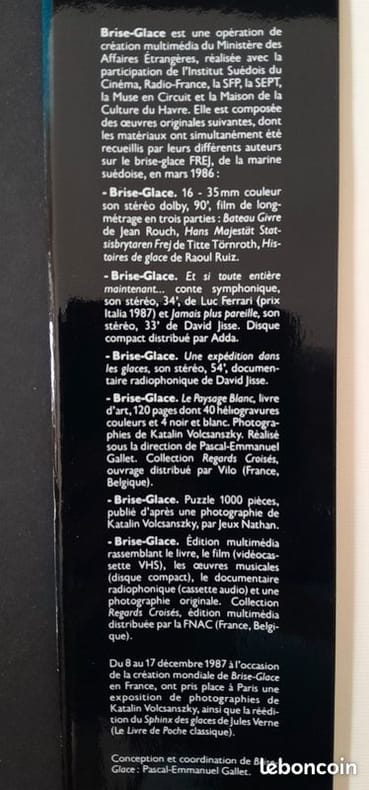 Brise-Glace est une opération de
création multimédia du Ministère des
Affaires Étrangères, réalisée avec la
participation de l'Institut Suédois du
Cinéma, Radio-France, la SFP, la SEPT,
la Muse en Circuit et la Maison de la
Culture du Havre. Elle est composée
des œuvres originales suivantes, dont
les matériaux ont simultanément été
recueillis par leurs différents auteurs
sur le brise-glace FREJ, de la marine
suédoise, en mars 1986 :
- Brise-Glace. 16 - 35mm couleur
son stéréo dolby, 90', film de long-
métrage en trois parties : Bateau Givre
de Jean Rouch, Hans Majestät Stat-
sisbrytaren Frej de Titte Törnroth, His-
toires de glace de Raoul Ruiz.
- Brise-Glace. Et si toute entière
maintenant... conte symphonique,
son stéréo, 34', de Luc Ferrari (prix
Italia 1987) et Jamais plus pareille, son
stéréo, 33' de David Jisse. Disque
compact distribué par Adda.
- Brise-Glace. Une expédition dans
les glaces, son stéréo, 54', documen-
taire radiophonique de David Jisse.
- Brise-Glace. Le Paysage Blanc, livre
d'art, 120 pages dont 40 héliogravures
couleurs et 4 noir et blanc. Photogra-
phies de Katalin Volcsanszky. Réalisé
sous la direction de Pascal-Emmanuel
Gallet. Collection Regards Croisés,
ouvrage distribué par Vilo (France,
Belgique).
- Brise-Glace. Puzzle 1000 pièces,
publié d'après une photographie de
Katalin Volcsanszky, par Jeux Nathan.
- Brise-Glace. Édition multimédia
rassemblant le livre, le film (vidéocas-
sette VHS), les œuvres musicales
(disque compact), le documentaire
radiophonique (cassette audio) et une
photographie originale. Collection
Regards Croisés, édition multimédia
distribuée par la FNAC (France, Belgi-
que).
Du 8 au 17 décembre 1987 à l'occasion
de la création mondiale de Brise-Glace
en France, ont pris place à Paris une
exposition de photographies de
Katalin Volcsanszky, ainsi que la réédi-
tion du Sphinx des glaces de Jules Verne
(Le Livre de Poche classique).
Conception et coordination de Brise-
Glace : Pascal-Emmanuel Gallet.
leboncoin